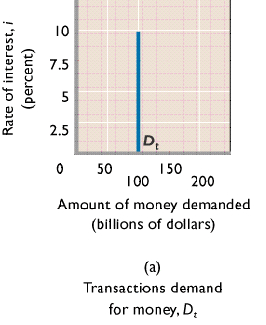 Rate of interest, i
(percent)
10
7.5
5
2.5
Dt
0 50 100 150 200
Amount of money demanded
(billions of dollars)
(a)
Transactions demand
for money, Dt